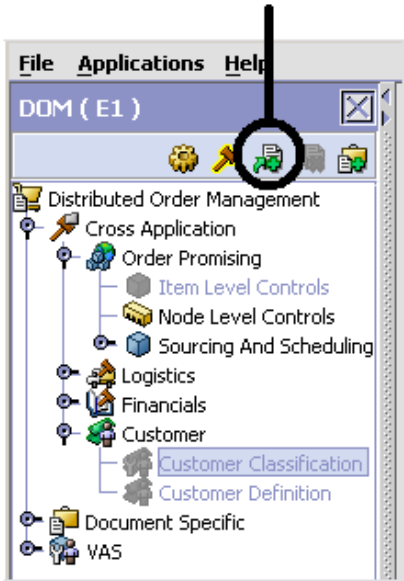 File Applications Help
DOM ( E1 )
Distributed Order Management
Cross Application
Order Promising
Item Level Controls
Node Level Controls
Sourcing And Scheduling
Logistics
Financials
Customer
Customer Classification
Customer Definition
Document Specific
VAS